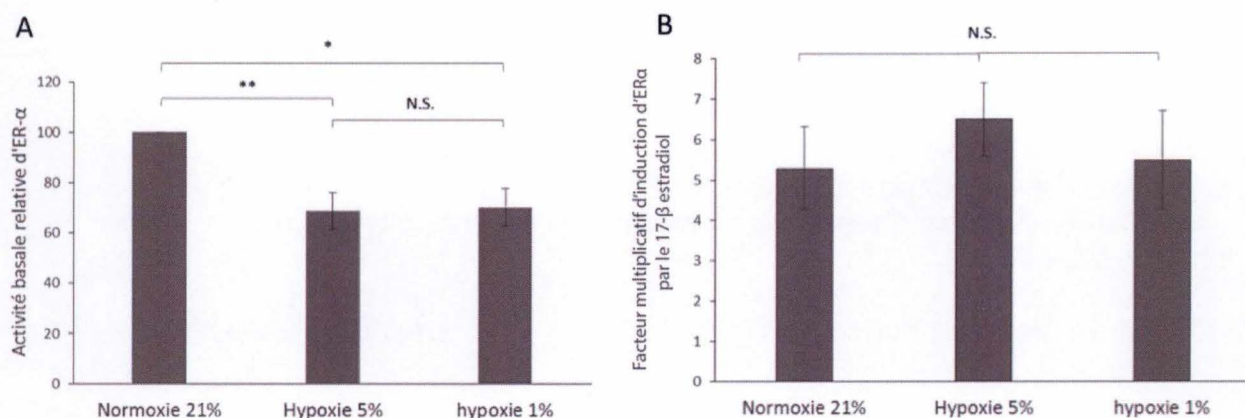 A
Activité basale relative d'ER-α
120
100
80
60
40
20
0
*
**
N.S.
Normoxie 21%
Hypoxie 5%
hypoxie 1%
B
Facteur multiplicatif d'induction d'ERα
par le 17-β estradiol
8
7
6
5
4
3
2
1
0
N.S.
Normoxie 21%
Hypoxie 5%
hypoxie 1%